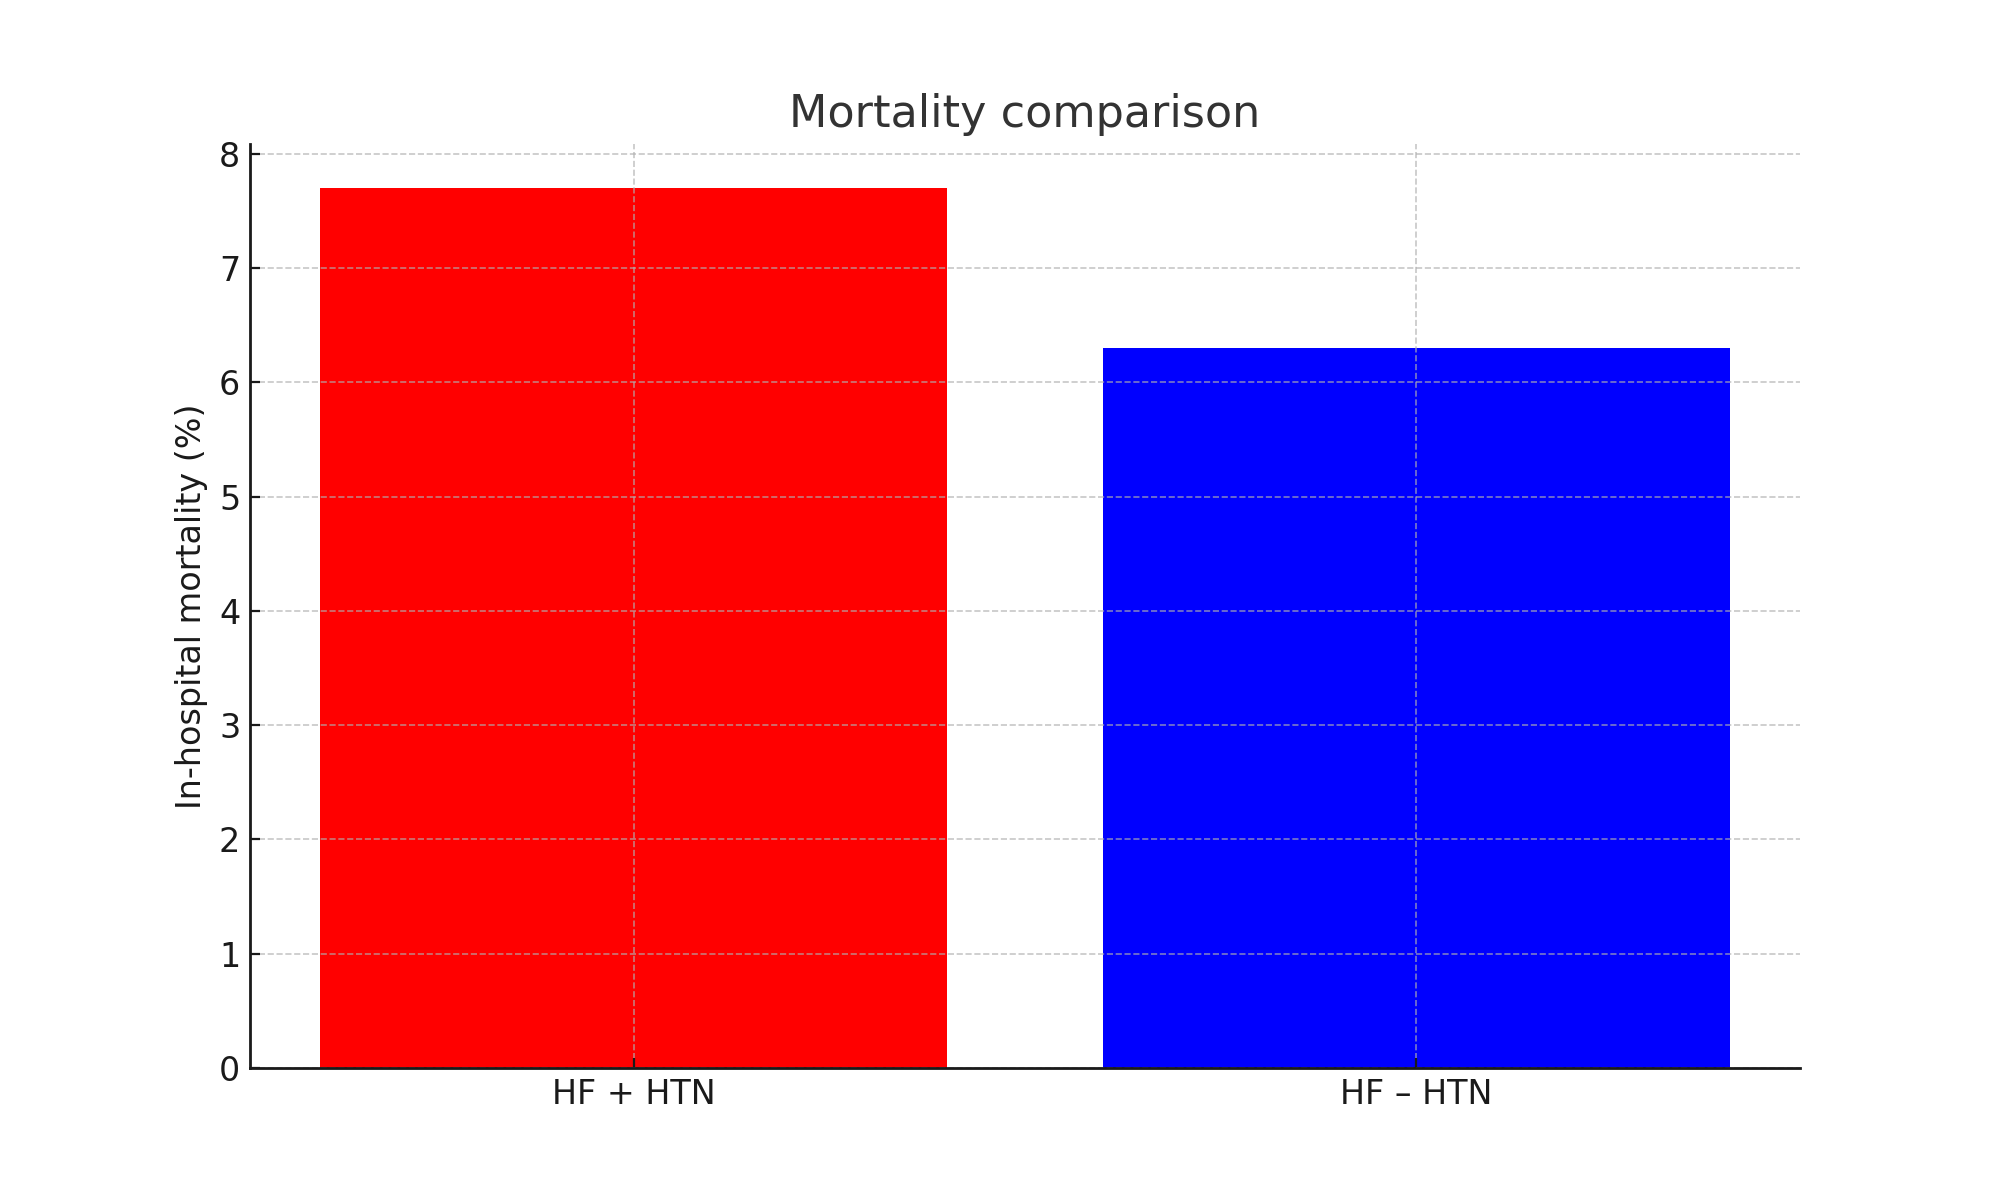 Mortality comparison
8
7
6
5
4
3
2
1
0
In-hospital mortality (%)
HF + HTN
HF – HTN